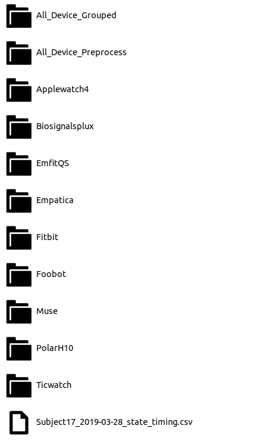 All_Device_Grouped
All_Device_Preprocess
Applewatch4
Biosignalsplux
EmfitQS
Empatica
Fitbit
Foobot
Muse
PolarH10
Ticwatch
Subject17_2019-03-28_state_timing.csv